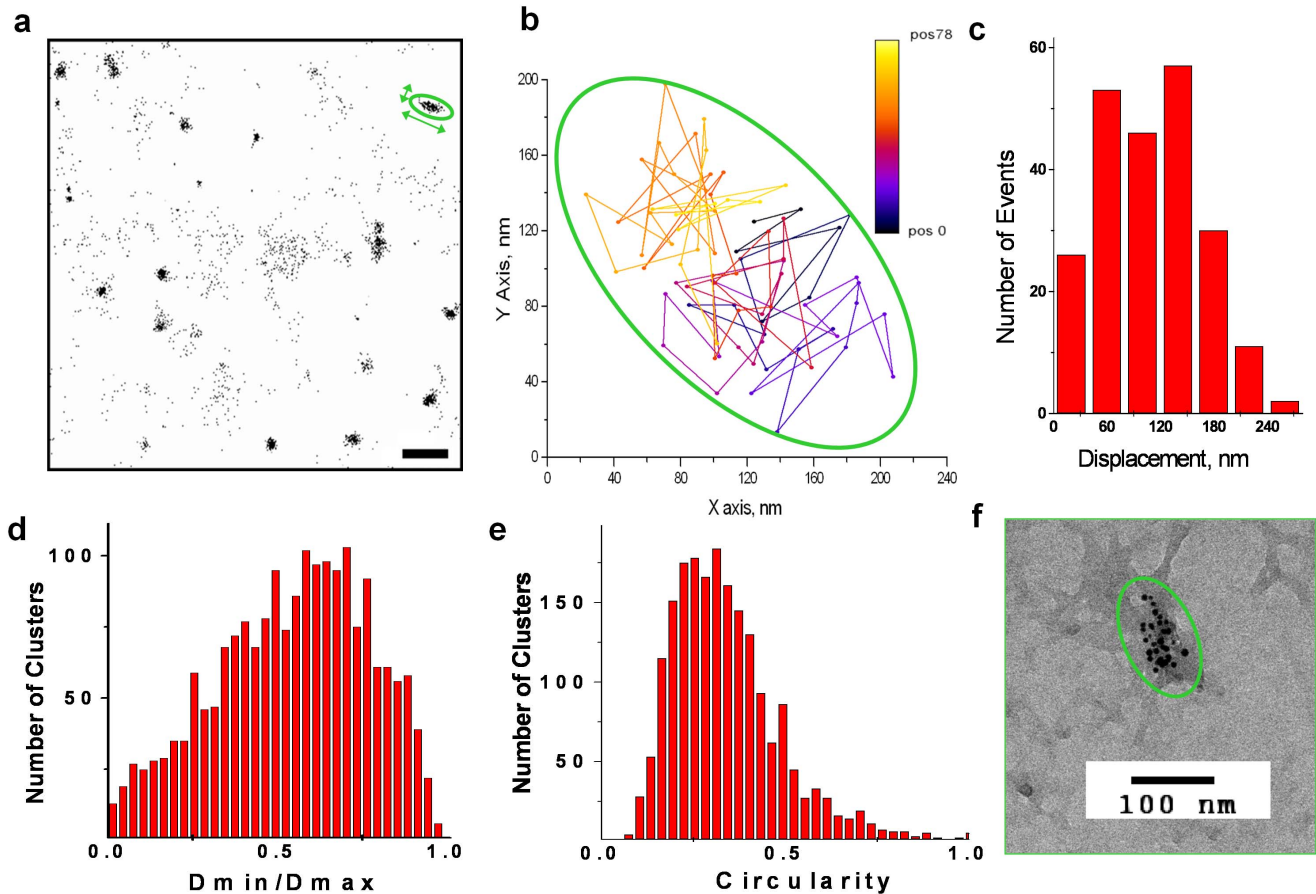 a
b
pos78
pos 0
200
160
120
80
40
0
Y Axis, nm
0 40 80 120 160 200 240
X axis, nm
c
60
40
20
0
Number of Events
0 60 120 180 240
Displacement, nm
d
100
50
Number of Clusters
0.0 0.5 1.0
Dmin/Dmax
e
150
100
50
Number of Clusters
0.0 0.5 1.0
Circularity
f
100 nm